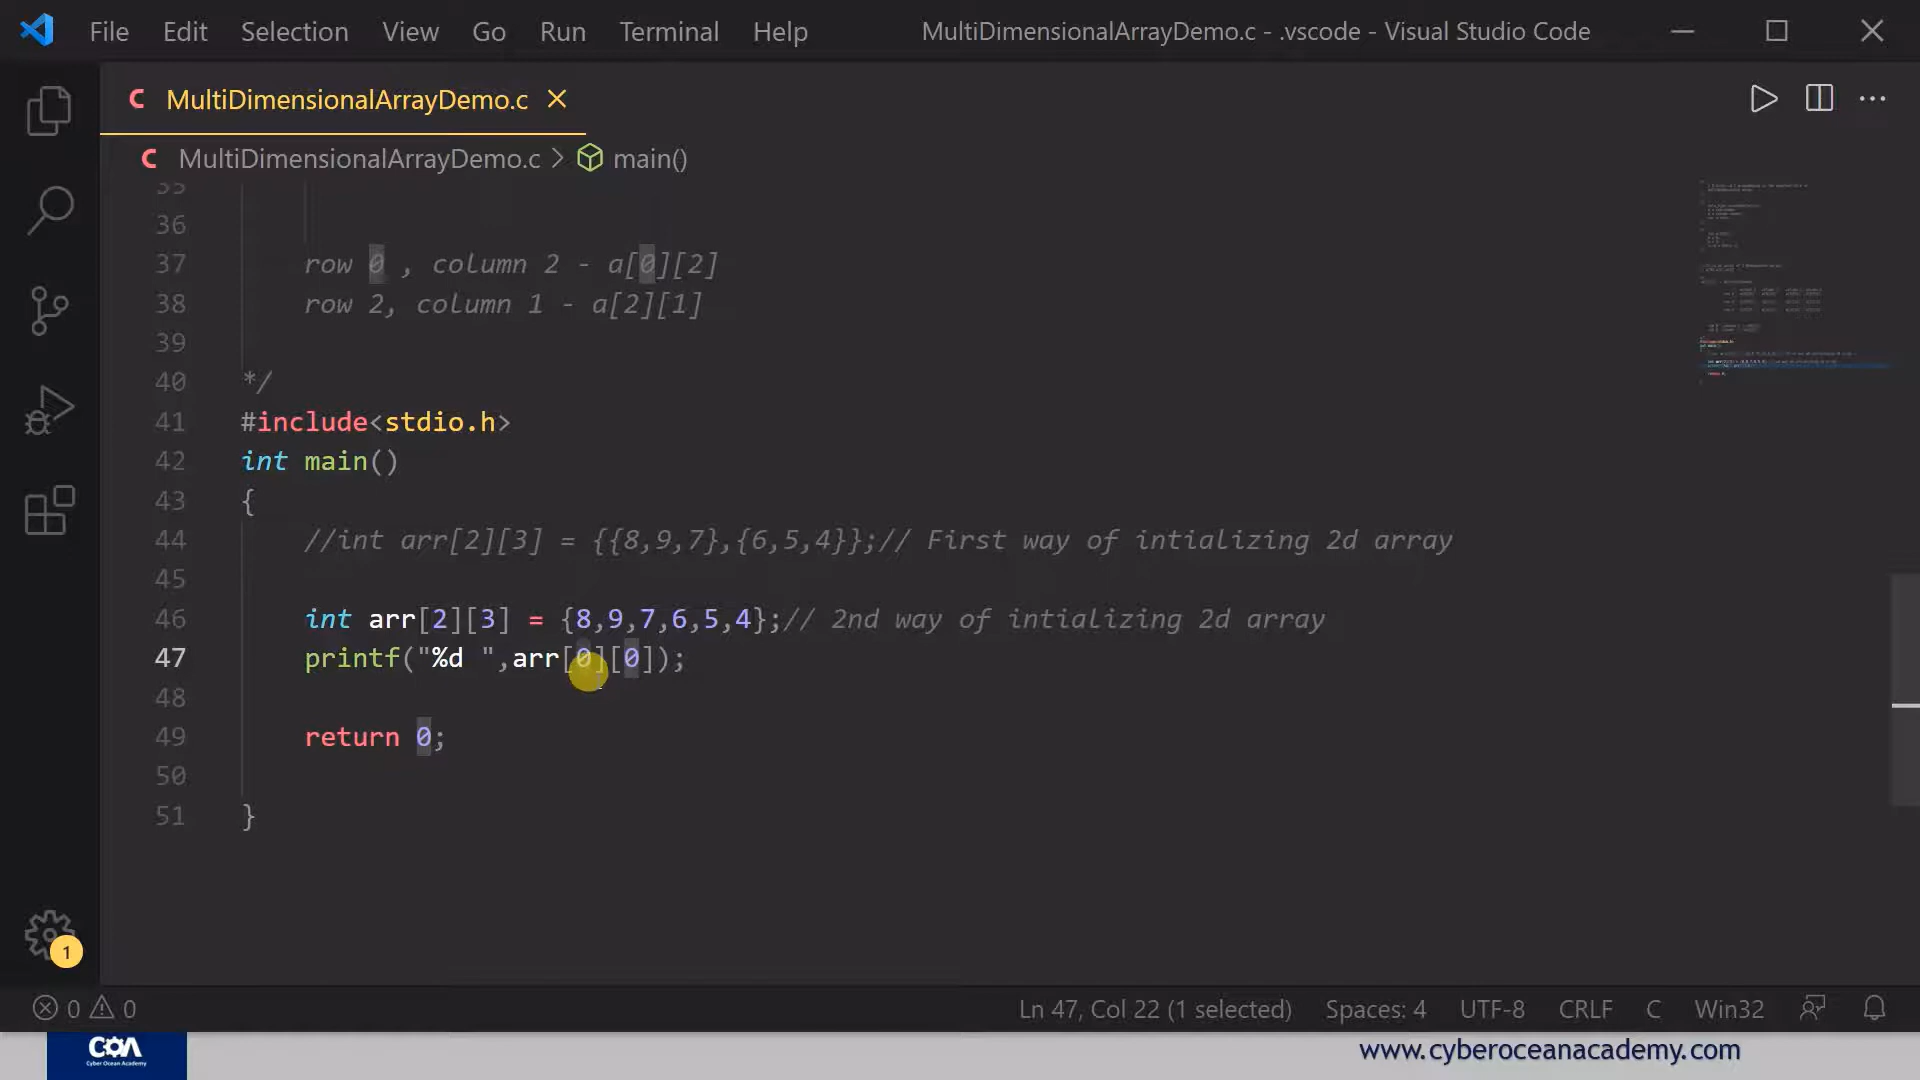 File Edit Selection View Go Run Terminal Help MultiDimensionalArrayDemo.c - .vscode - Visual Studio Code
C MultiDimensionalArrayDemo.c
C MultiDimensionalArrayDemo.c > main()
35
36
37 row 0 , column 2 - a[0][2]
38 row 2, column 1 - a[2][1]
39
40 */
41 #include<stdio.h>
42 int main()
43 {
44 //int arr[2][3] = {{8,9,7},{6,5,4}};// First way of intializing 2d array
45
46 int arr[2][3] = {8,9,7,6,5,4};// 2nd way of intializing 2d array
47 printf("%d ",arr[0][0]);
48
49 return 0;
50
51 }
1
0 0 Ln 47, Col 22 (1 selected) Spaces: 4 UTF-8 CRLF C Win32
COA
Cyber Ocean Academy
www.cyberoceanacademy.com